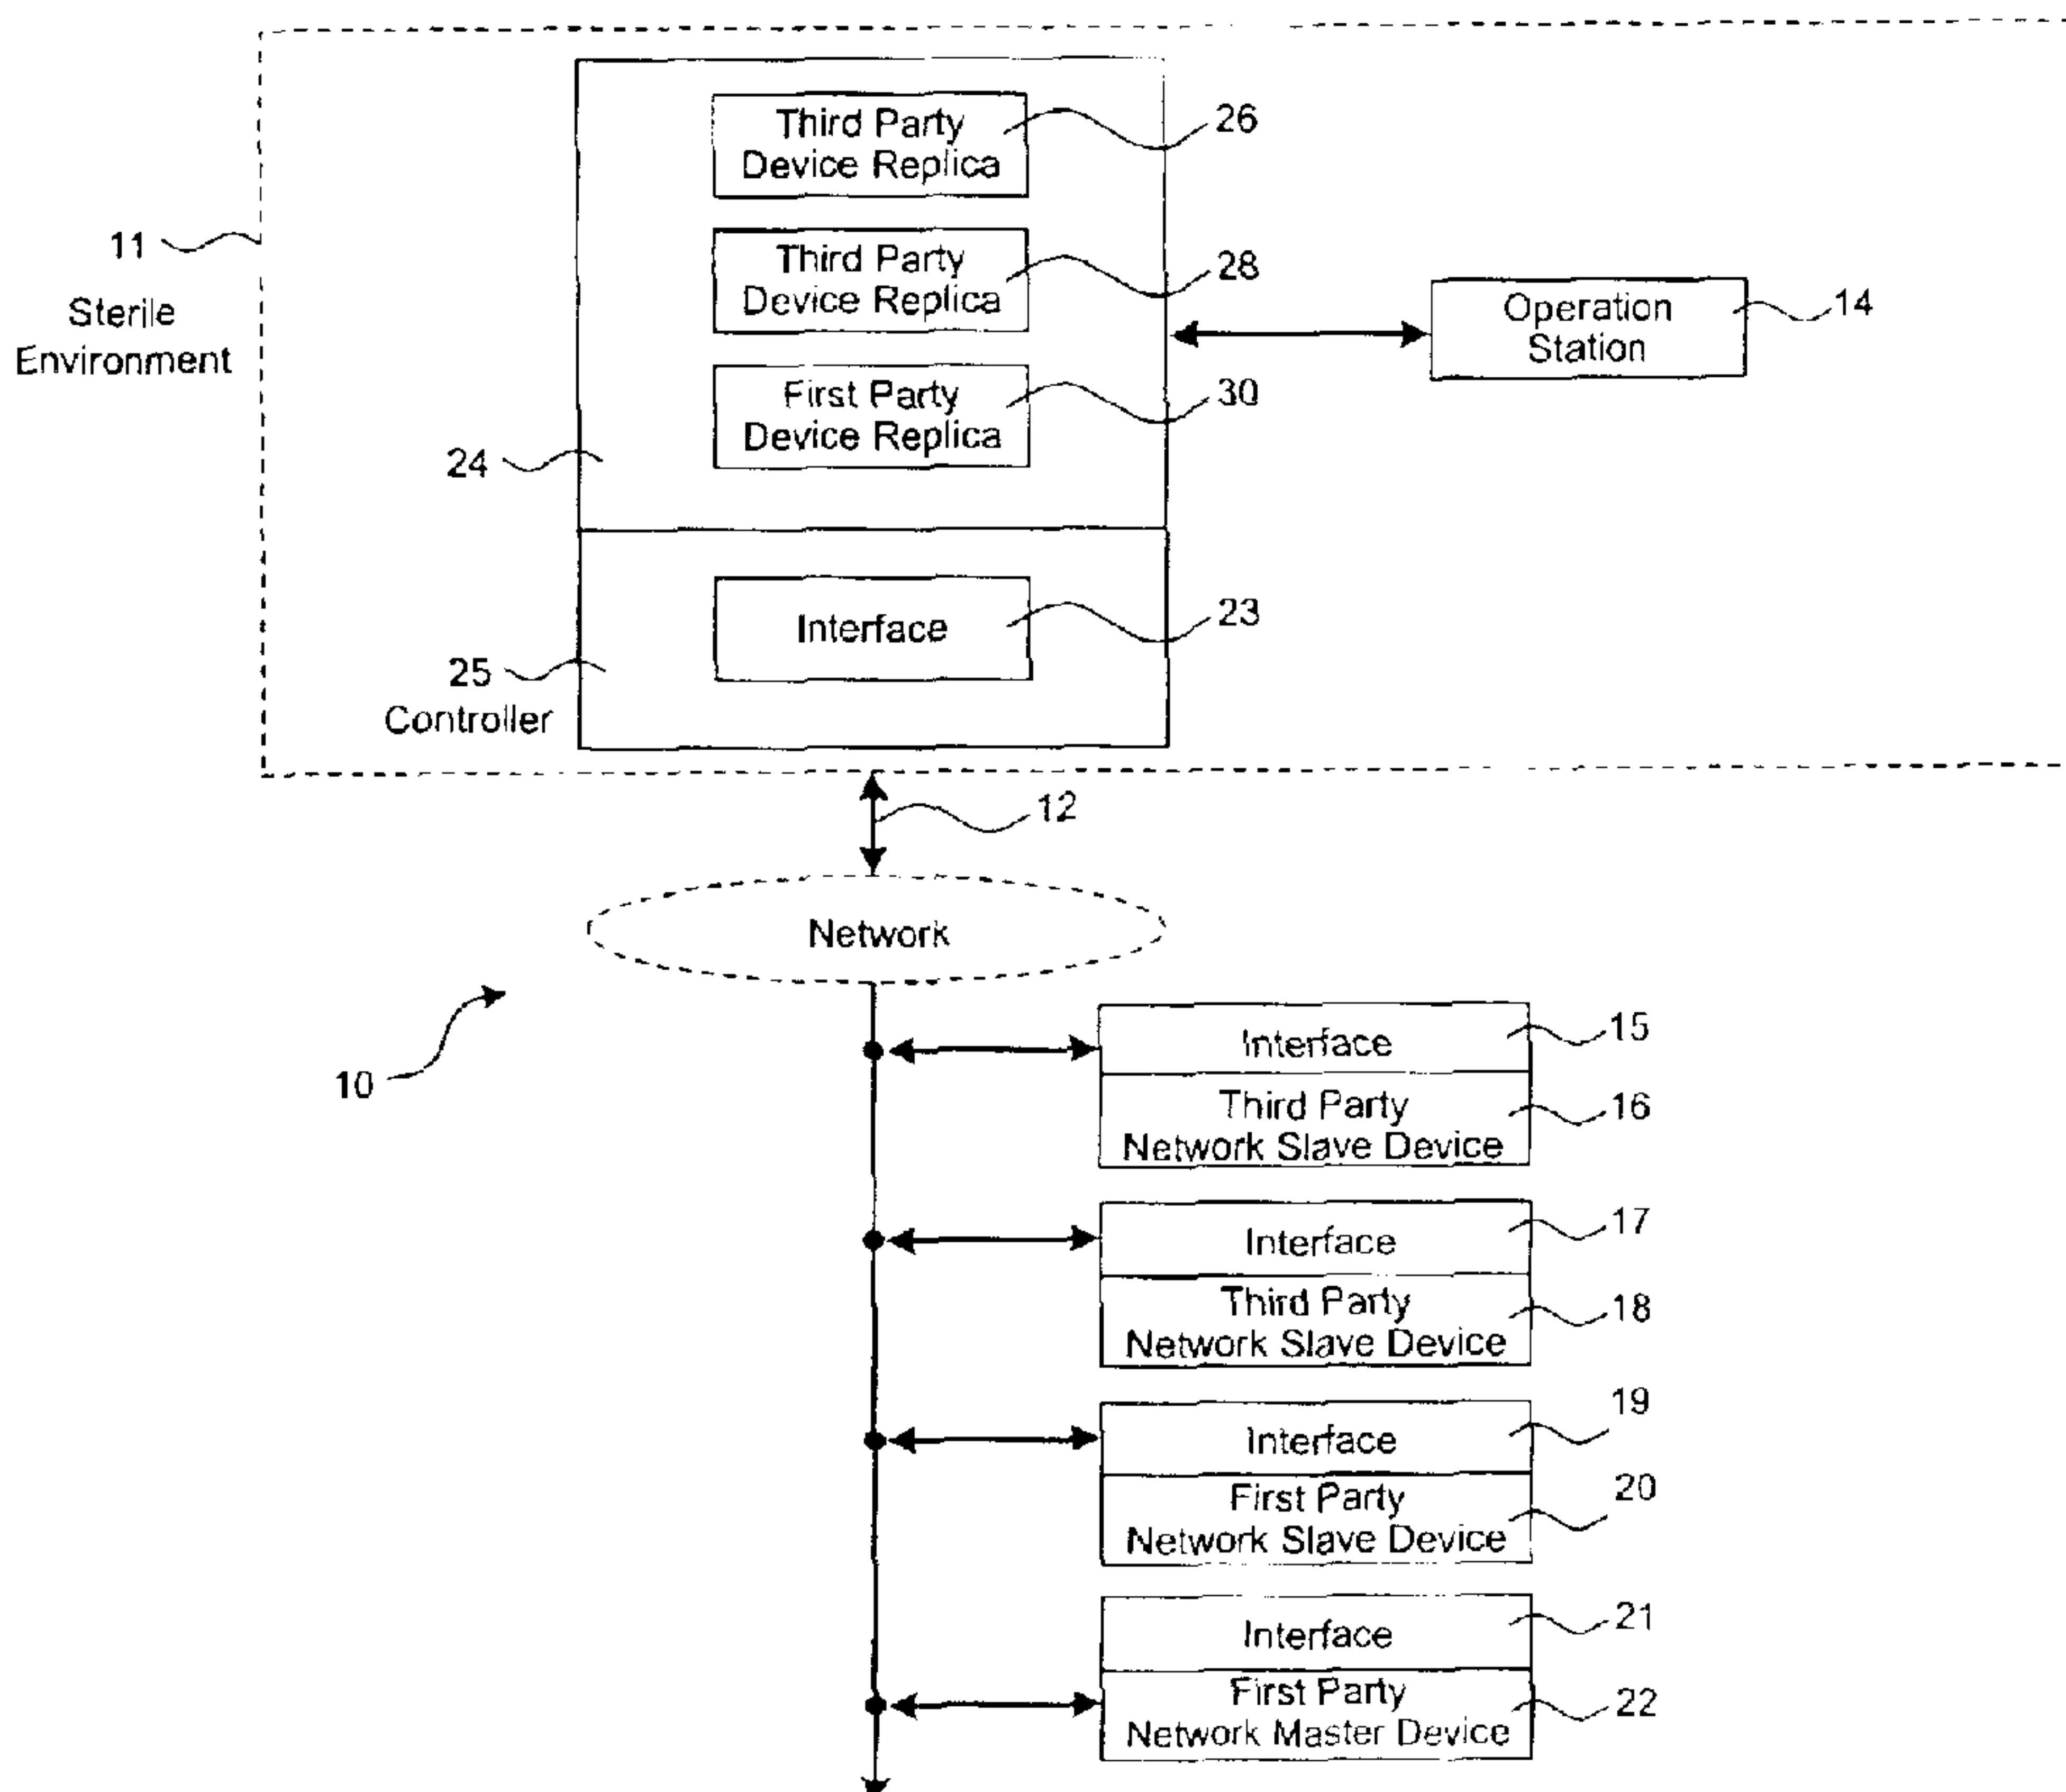 Third Party
Device Replica
26
11
Sterile
Environment
Third Party
Device Replica
28
Operation
Station
14
First Party
Device Replica
30
24
Interface
23
25
Controller
12
Network
10
Interface
15
Third Party
Network Slave Device
16
Interface
17
Third Party
Network Slave Device
18
Interface
19
First Party
Network Slave Device
20
Interface
21
First Party
Network Master Device
22